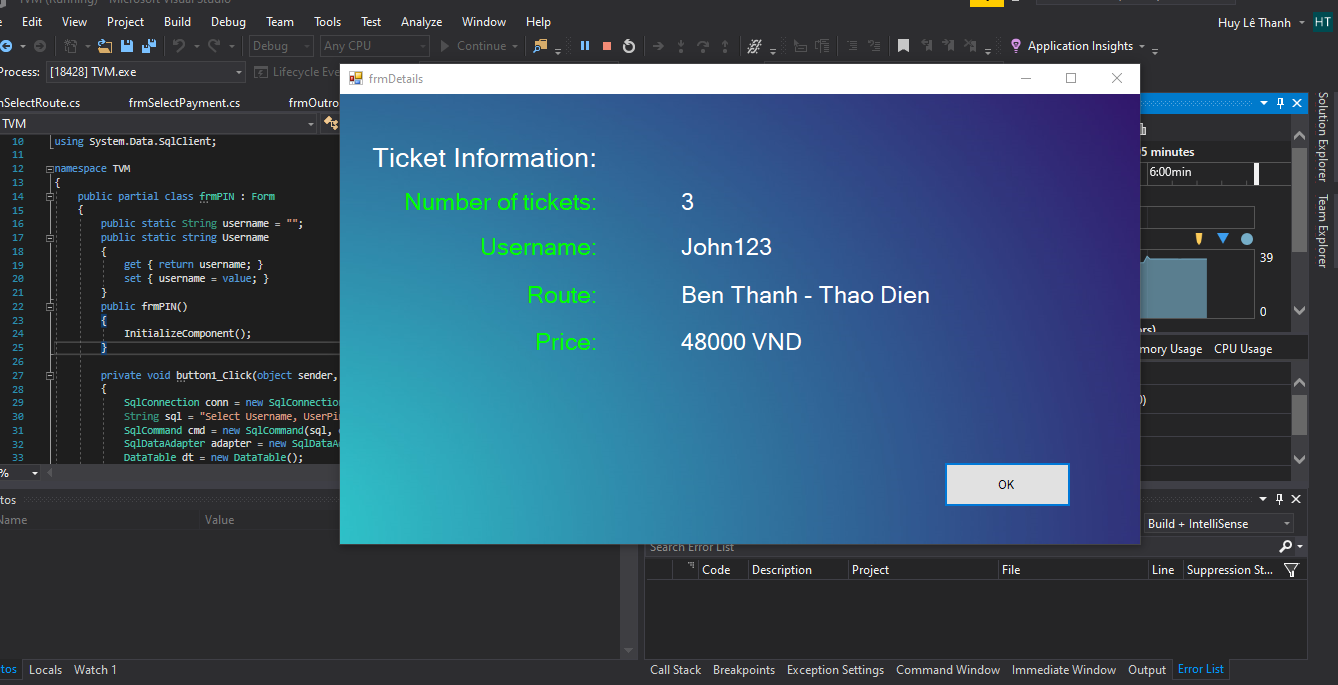 TVM (Running) - Microsoft Visual Studio
Edit View Project Build Debug Team Tools Test Analyze Window Help
Huy Lê Thanh HT
Debug Any CPU Continue Application Insights
Process: [18428] TVM.exe Lifecycle Eve
mSelectRoute.cs frmSelectPayment.cs frmOutro
TVM
10 using System.Data.SqlClient;
11
12 namespace TVM
13 {
14 public partial class frmPIN : Form
15 {
16 public static String username = "";
17 public static string Username
18 {
19 get { return username; }
20 set { username = value; }
21 }
22 public frmPIN()
23 {
24 InitializeComponent();
25 }
26
27 private void button1_Click(object sender,
28 {
29 SqlConnection conn = new SqlConnection
30 String sql = "Select Username, UserPin
31 SqlCommand cmd = new SqlCommand(sql,
32 SqlDataAdapter adapter = new SqlDataA
33 DataTable dt = new DataTable();
%
frmDetails
Ticket Information:
Number of tickets: 3
Username: John123
Route: Ben Thanh - Thao Dien
Price: 48000 VND
OK
5 minutes
6:00min
39
0
rs)
mory Usage CPU Usage
0)
Solution Explorer
Team Explorer
tos
Name Value
Build + IntelliSense
Search Error List
Code Description Project File Line Suppression St...
tos Locals Watch 1
Call Stack Breakpoints Exception Settings Command Window Immediate Window Output Error List